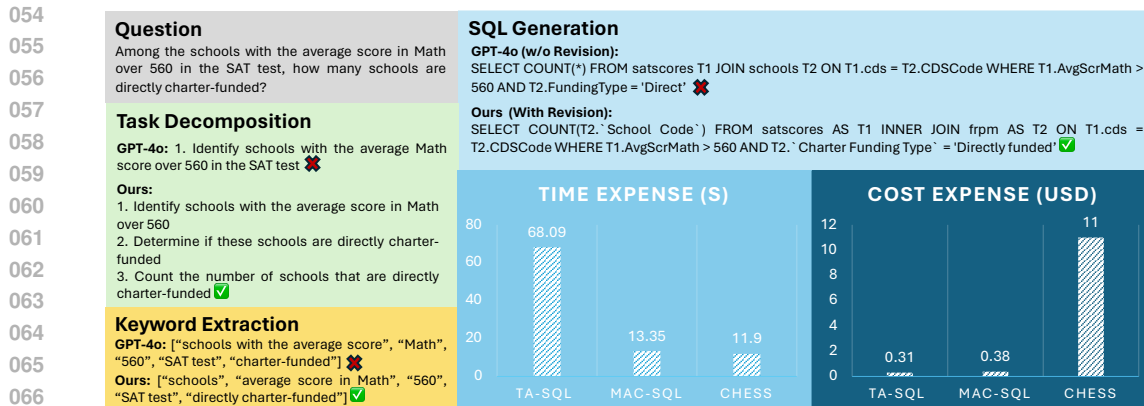 054
055
056
057
058
059
060
061
062
063
064
065
066
Question
Among the schools with the average score in Math
over 560 in the SAT test, how many schools are
directly charter-funded?
Task Decomposition
GPT-4o: 1. Identify schools with the average Math
score over 560 in the SAT test ❌
Ours:
1. Identify schools with the average score in Math
over 560
2. Determine if these schools are directly charter-
funded
3. Count the number of schools that are directly
charter-funded ✅
Keyword Extraction
GPT-4o: [“schools with the average score”, “Math”,
“560”, “SAT test”, “charter-funded”] ❌
Ours: [“schools”, “average score in Math”, “560”,
“SAT test”, “directly charter-funded”] ✅
SQL Generation
GPT-4o (w/o Revision):
SELECT COUNT(*) FROM satscores T1 JOIN schools T2 ON T1.cds = T2.CDSCode WHERE T1.AvgScrMath >
560 AND T2.FundingType = 'Direct’ ❌
Ours (With Revision):
SELECT COUNT(T2.`School Code`) FROM satscores AS T1 INNER JOIN frpm AS T2 ON T1.cds =
T2.CDSCode WHERE T1.AvgScrMath > 560 AND T2.`Charter Funding Type` = 'Directly funded’ ✅
TIME EXPENSE (S)
80
60
40
20
0
68.09
13.35
11.9
TA-SQL
MAC-SQL
CHESS
COST EXPENSE (USD)
12
10
8
6
4
2
0
0.31
0.38
11
TA-SQL
MAC-SQL
CHESS